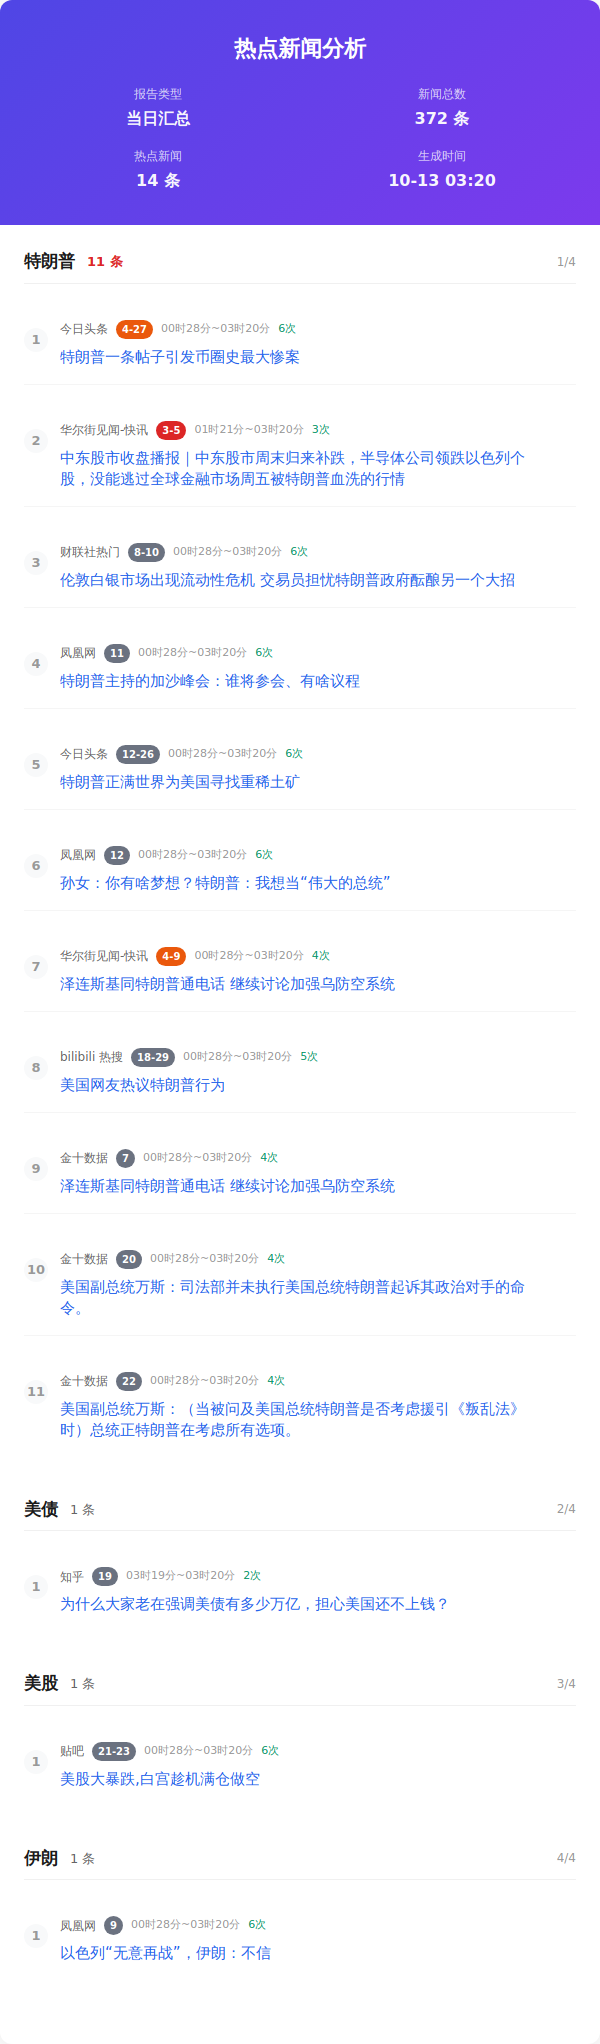 热点新闻分析
报告类型
当日汇总
新闻总数
372 条
热点新闻
14 条
生成时间
10-13 03:20
特朗普 11 条 1/4
1
今日头条 4-27 00时28分~03时20分 6次
特朗普一条帖子引发币圈史最大惨案
2
华尔街见闻-快讯 3-5 01时21分~03时20分 3次
中东股市收盘播报｜中东股市周末归来补跌，半导体公司领跌以色列个
股，没能逃过全球金融市场周五被特朗普血洗的行情
3
财联社热门 8-10 00时28分~03时20分 6次
伦敦白银市场出现流动性危机 交易员担忧特朗普政府酝酿另一个大招
4
凤凰网 11 00时28分~03时20分 6次
特朗普主持的加沙峰会：谁将参会、有啥议程
5
今日头条 12-26 00时28分~03时20分 6次
特朗普正满世界为美国寻找重稀土矿
6
凤凰网 12 00时28分~03时20分 6次
孙女：你有啥梦想？特朗普：我想当“伟大的总统”
7
华尔街见闻-快讯 4-9 00时28分~03时20分 4次
泽连斯基同特朗普通电话 继续讨论加强乌防空系统
8
bilibili 热搜 18-29 00时28分~03时20分 5次
美国网友热议特朗普行为
9
金十数据 7 00时28分~03时20分 4次
泽连斯基同特朗普通电话 继续讨论加强乌防空系统
10
金十数据 20 00时28分~03时20分 4次
美国副总统万斯：司法部并未执行美国总统特朗普起诉其政治对手的命
令。
11
金十数据 22 00时28分~03时20分 4次
美国副总统万斯：（当被问及美国总统特朗普是否考虑援引《叛乱法》
时）总统正特朗普在考虑所有选项。
美债 1 条 2/4
1
知乎 19 03时19分~03时20分 2次
为什么大家老在强调美债有多少万亿，担心美国还不上钱？
美股 1 条 3/4
1
贴吧 21-23 00时28分~03时20分 6次
美股大暴跌,白宫趁机满仓做空
伊朗 1 条 4/4
1
凤凰网 9 00时28分~03时20分 6次
以色列“无意再战”，伊朗：不信